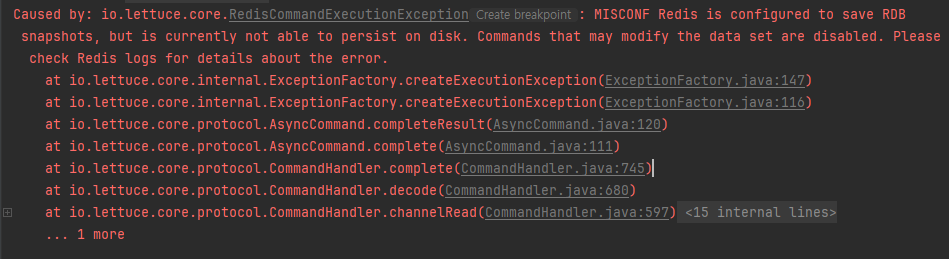 Caused by: io.lettuce.core.RedisCommandExecutionException Create breakpoint : MISCONF Redis is configured to save RDB
snapshots, but is currently not able to persist on disk. Commands that may modify the data set are disabled. Please
check Redis logs for details about the error.
at io.lettuce.core.internal.ExceptionFactory.createExecutionException(ExceptionFactory.java:147)
at io.lettuce.core.internal.ExceptionFactory.createExecutionException(ExceptionFactory.java:116)
at io.lettuce.core.protocol.AsyncCommand.completeResult(AsyncCommand.java:120)
at io.lettuce.core.protocol.AsyncCommand.complete(AsyncCommand.java:111)
at io.lettuce.core.protocol.CommandHandler.complete(CommandHandler.java:745)
at io.lettuce.core.protocol.CommandHandler.decode(CommandHandler.java:680)
at io.lettuce.core.protocol.CommandHandler.channelRead(CommandHandler.java:597) <15 internal lines>
... 1 more